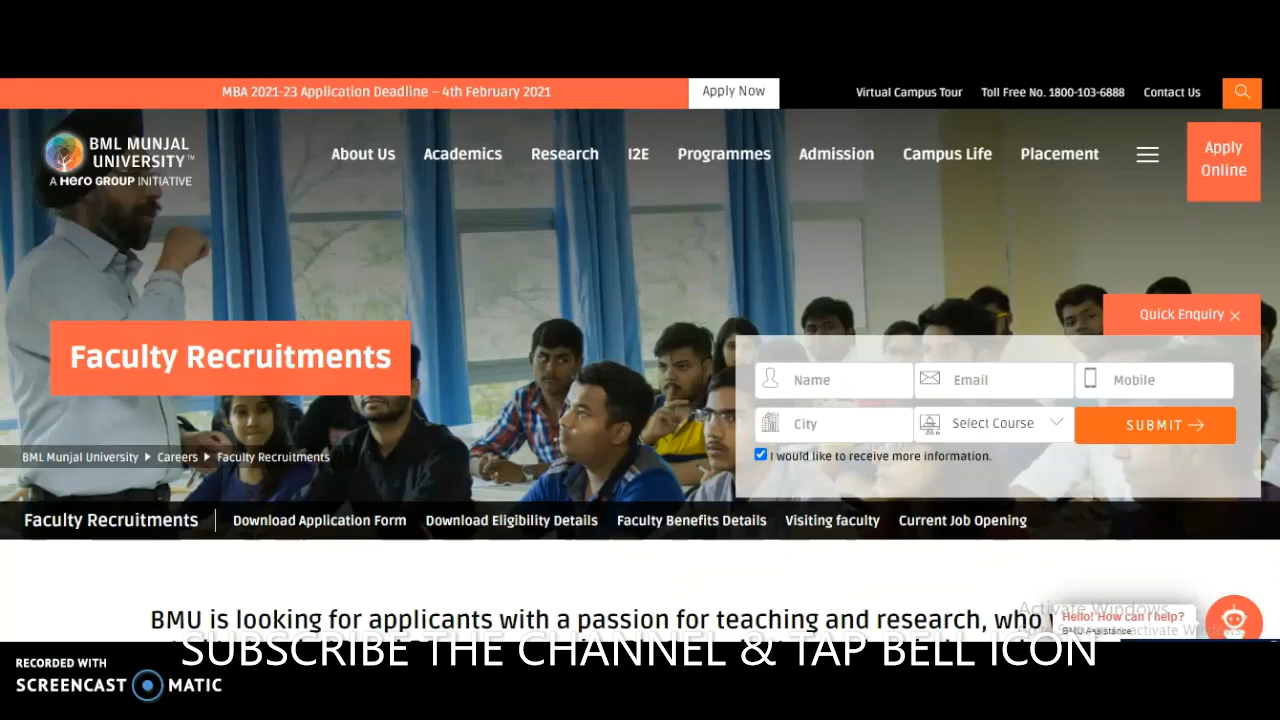 MBA 2021-23 Application Deadline – 4th February 2021
Apply Now
Virtual Campus Tour
Toll Free No. 1800-103-6888
Contact Us
BML MUNJAL
UNIVERSITY™
A Hero GROUP INITIATIVE
About Us
Academics
Research
I2E
Programmes
Admission
Campus Life
Placement
Apply
Online
Quick Enquiry
Faculty Recruitments
Name
Email
Mobile
City
Select Course
SUBMIT
I would like to receive more information.
BML Munjal University
Careers
Faculty Recruitments
Faculty Recruitments
Download Application Form
Download Eligibility Details
Faculty Benefits Details
Visiting faculty
Current Job Opening
BMU is looking for applicants with a passion for teaching and research, who
Activate Windows
Hello! How can I help?
BMU Assistance
SUBSCRIBE THE CHANNEL & TAP BELL ICON
RECORDED WITH
SCREENCAST MATIC